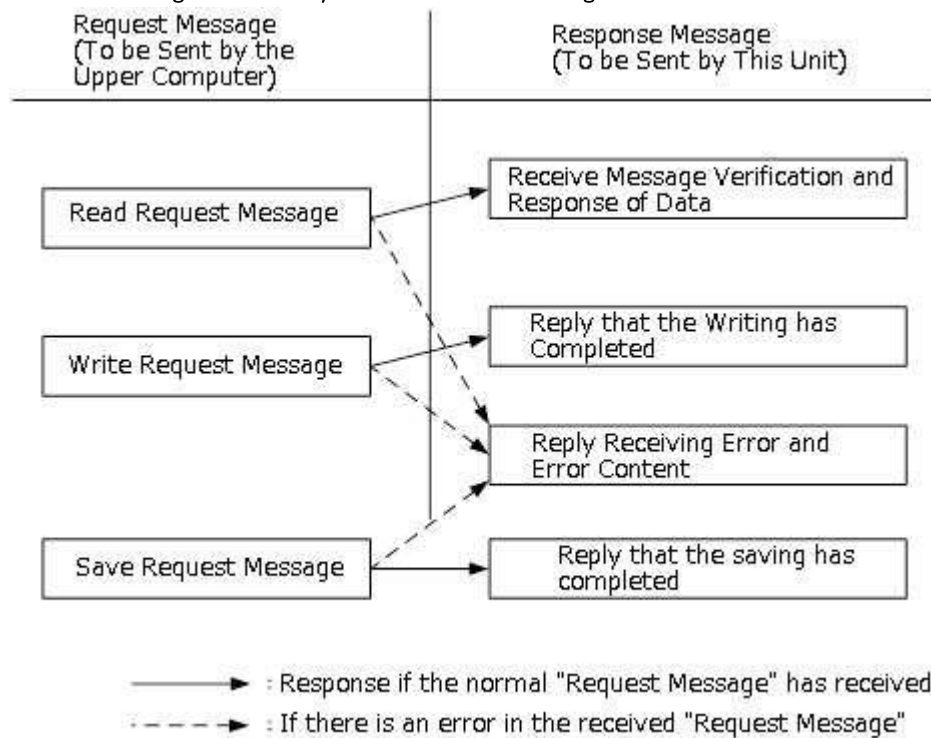 Request Message
(To be Sent by the
Upper Computer)
Response Message
(To be Sent by This Unit)
Read Request Message
Receive Message Verification and
Response of Data
Write Request Message
Reply that the Writing has
Completed
Reply Receiving Error and
Error Content
Save Request Message
Reply that the saving has
completed
: Response if the normal "Request Message" has received
: If there is an error in the received "Request Message"